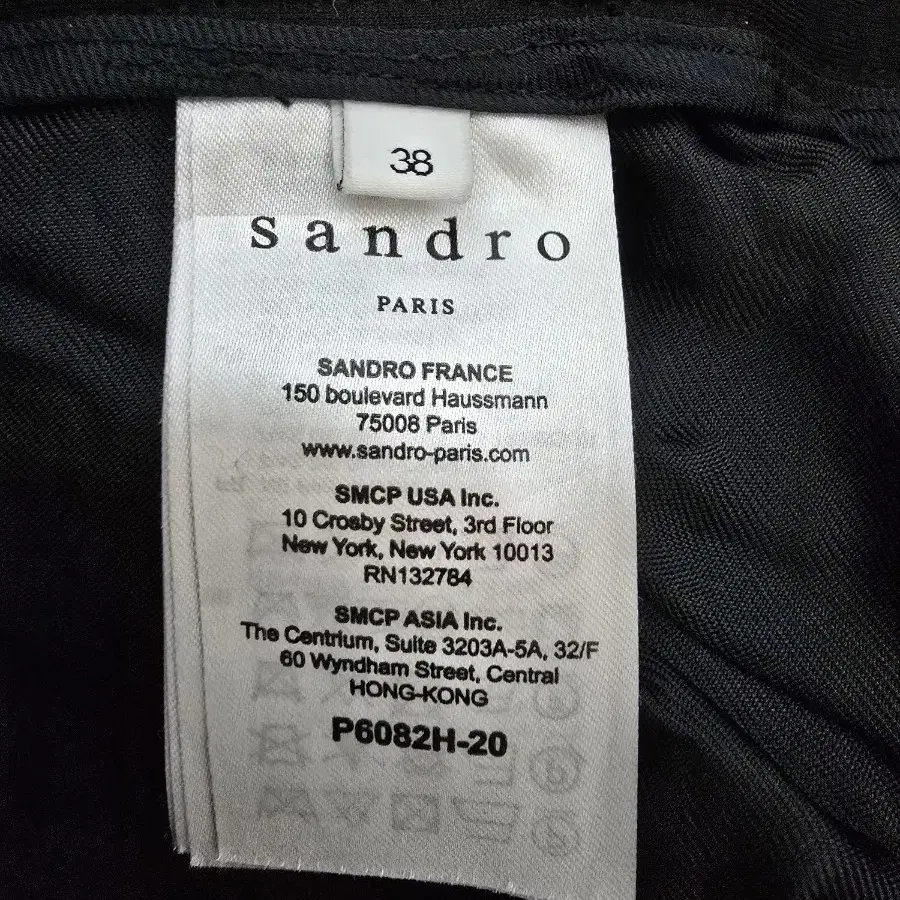 38
sandro
PARIS
SANDRO FRANCE
150 boulevard Haussmann
75008 Paris
www.sandro-paris.com
SMCP USA Inc.
10 Crosby Street, 3rd Floor
New York, New York 10013
RN132784
SMCP ASIA Inc.
The Centrium, Suite 3203A-5A, 32/F
60 Wyndham Street, Central
HONG-KONG
P6082H-20